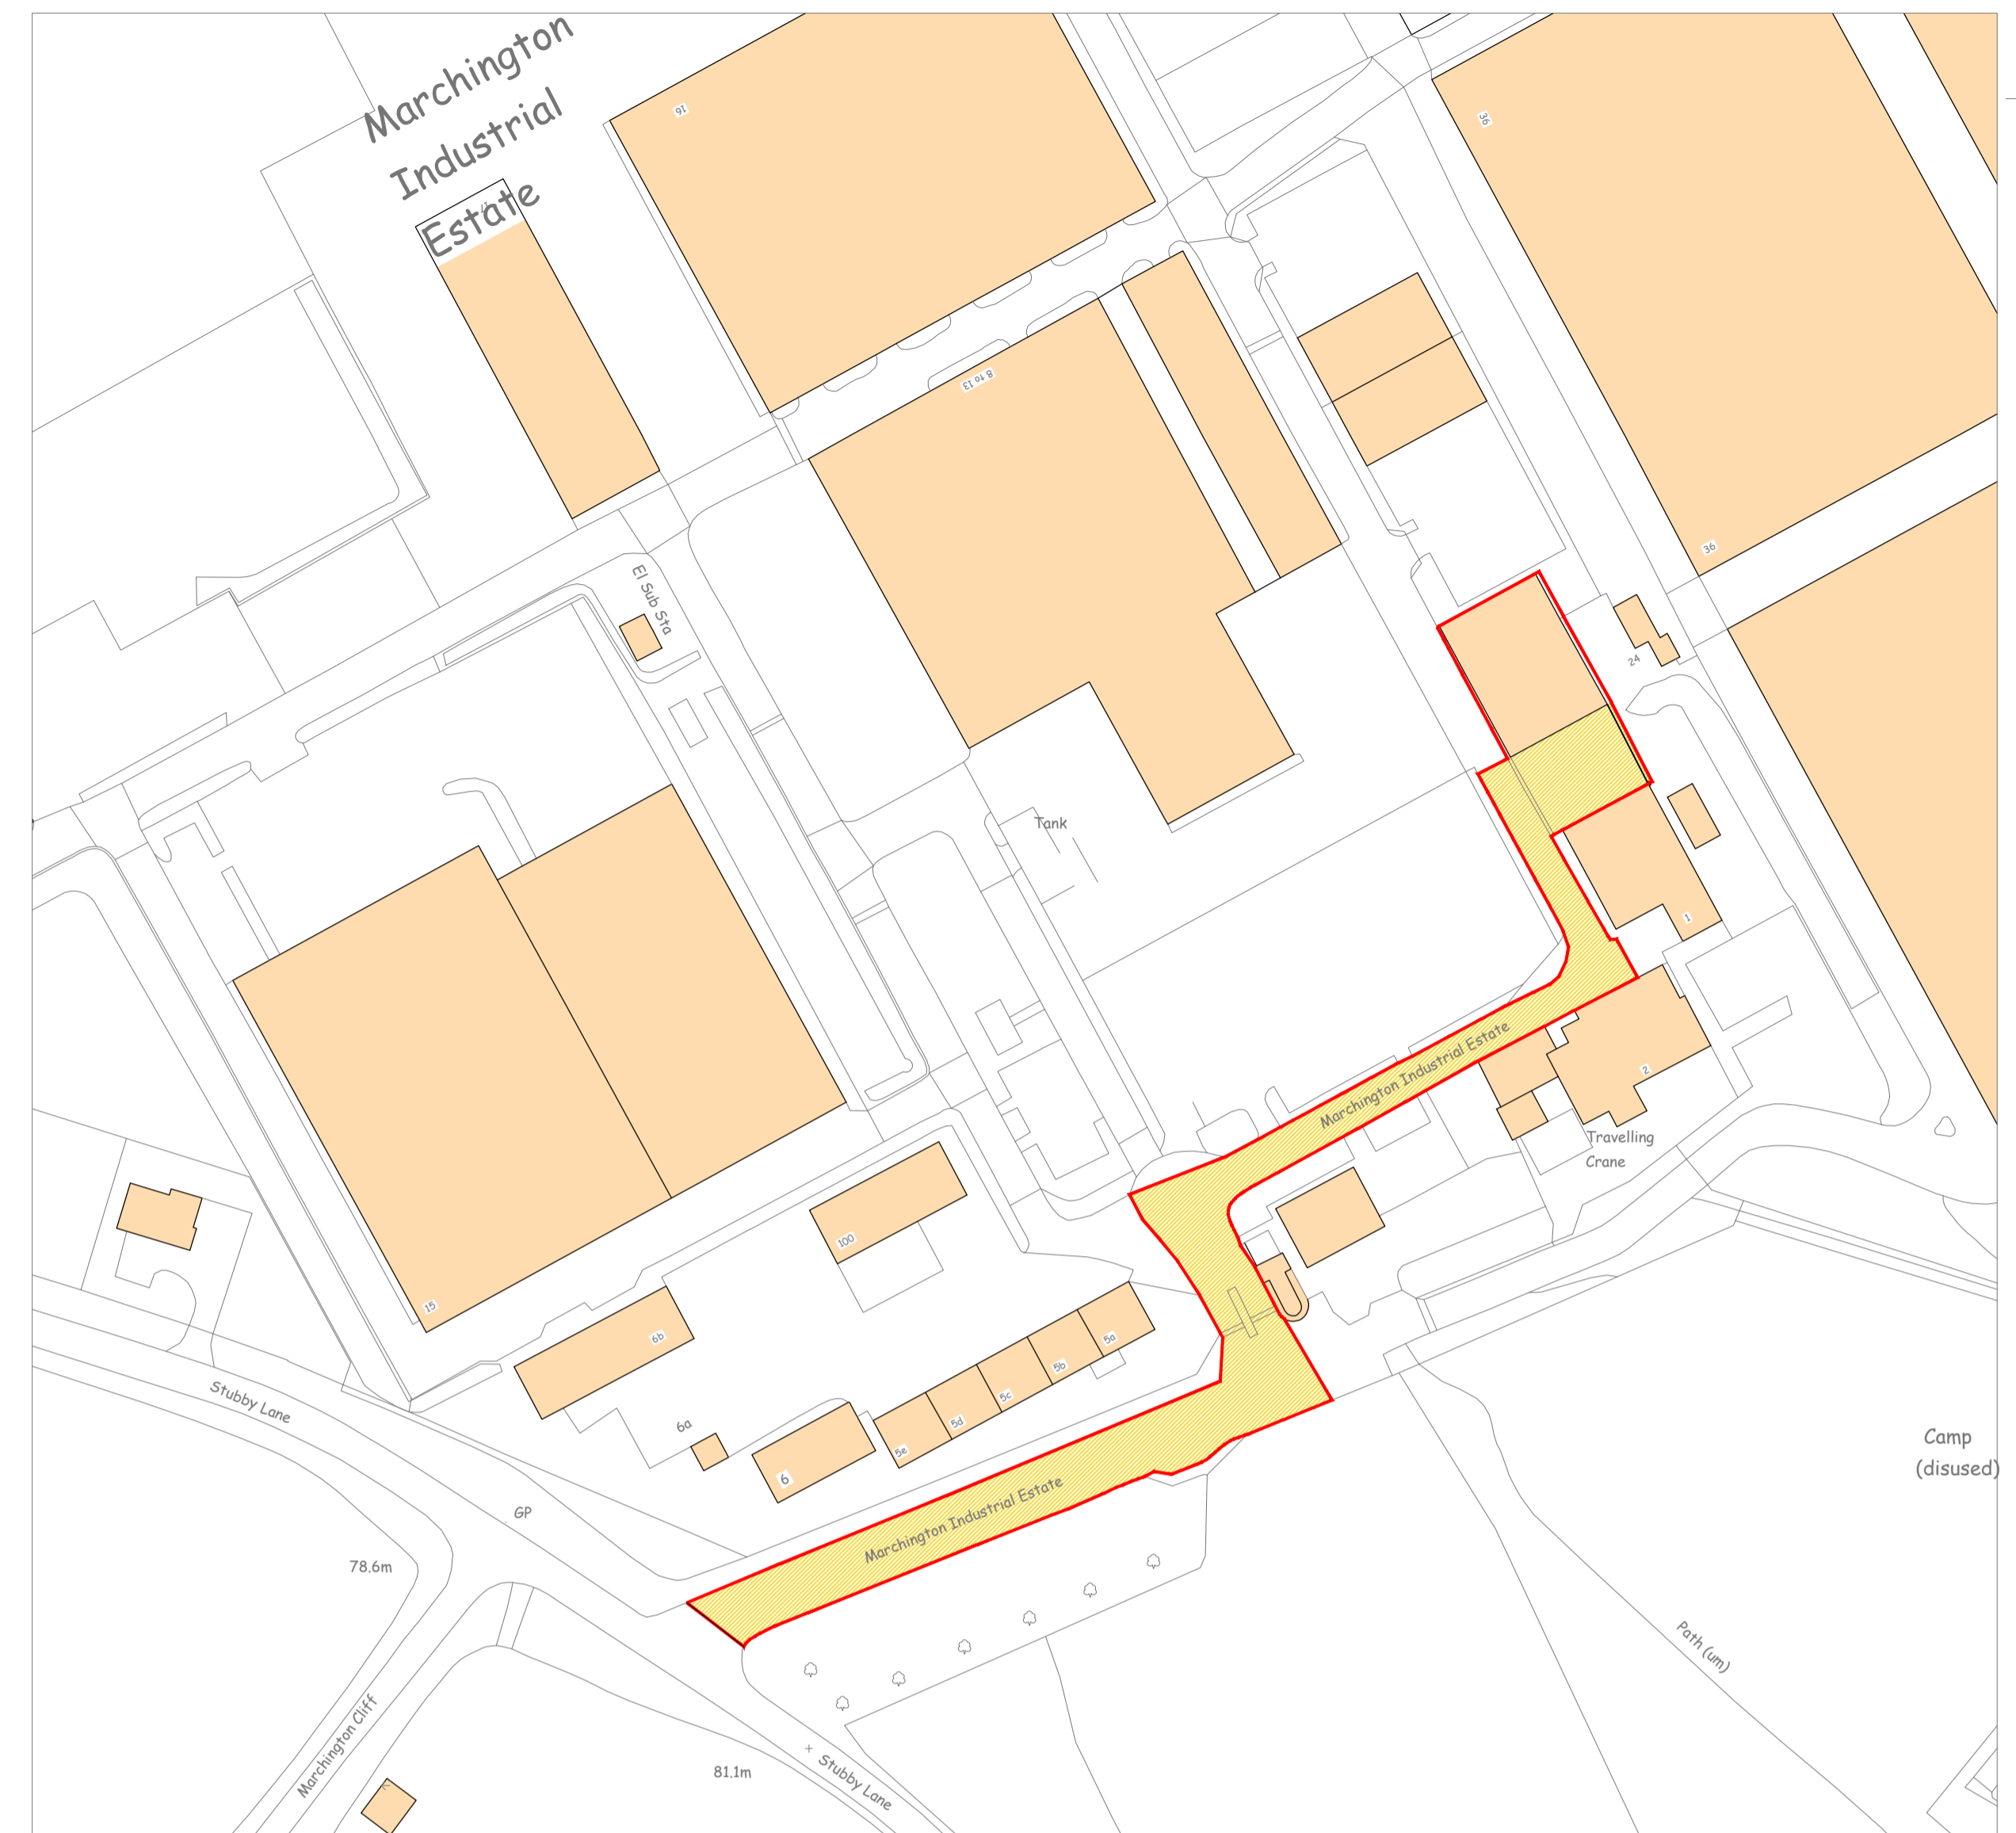 Marchington
Industrial
Estate
16
36
17
8 to 13
El Sub Sta
36
24
Tank
1
Marchington Industrial Estate
2
Travelling
Crane
100
15
6b
5a
5b
5c
5d
5e
6a
6
Stubby Lane
GP
Marchington Industrial Estate
Camp
(disused)
78.6m
Path (um)
Marchington Cliff
81.1m
Stubby Lane